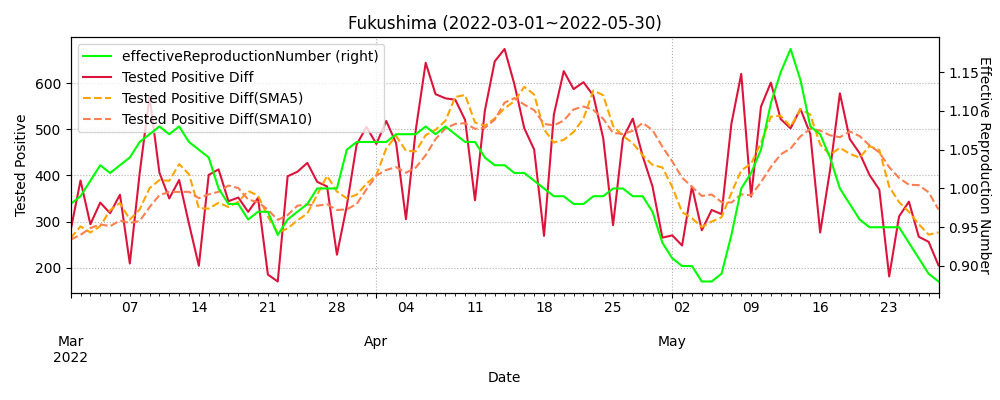 Fukushima (2022-03-01~2022-05-30)
effectiveReproductionNumber (right)
Tested Positive Diff
Tested Positive Diff(SMA5)
Tested Positive Diff(SMA10)
Tested Positive
600
500
400
300
200
1.15
1.10
1.05
1.00
0.95
0.90
Effective Reproduction Number
07 14 21 28 04 11 18 25 02 09 16 23
Mar Apr May
2022
Date